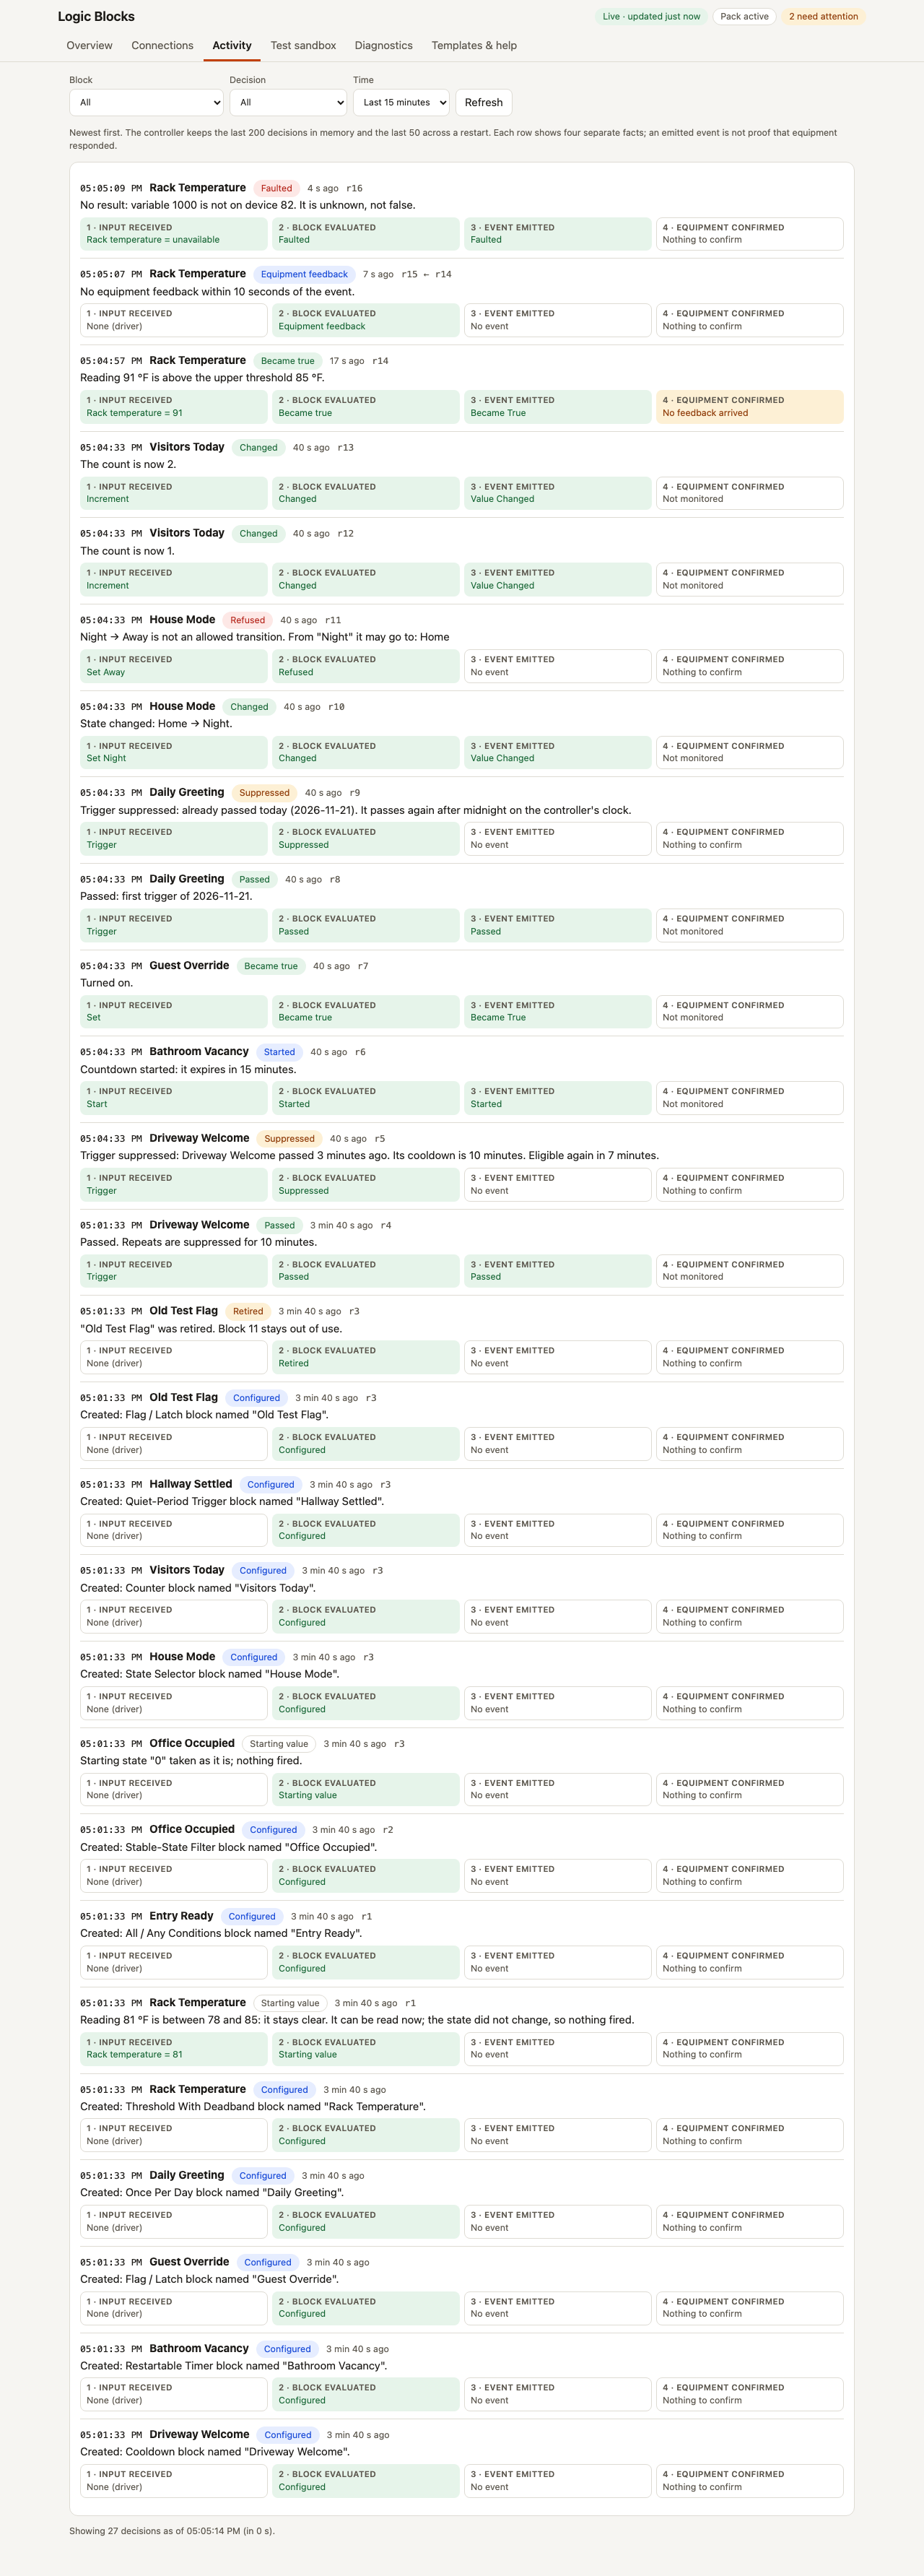 Logic Blocks
Live · updated just now
Pack active
2 need attention
Overview
Connections
Activity
Test sandbox
Diagnostics
Templates & help
Block
Decision
Time
All
All
Last 15 minutes
Refresh
Newest first. The controller keeps the last 200 decisions in memory and the last 50 across a restart. Each row shows four separate facts; an emitted event is not proof that equipment
responded.
05:05:09 PM Rack Temperature Faulted 4 s ago r16
No result: variable 1000 is not on device 82. It is unknown, not false.
1 · INPUT RECEIVED
Rack temperature = unavailable
2 · BLOCK EVALUATED
Faulted
3 · EVENT EMITTED
Faulted
4 · EQUIPMENT CONFIRMED
Nothing to confirm
05:05:07 PM Rack Temperature Equipment feedback 7 s ago r15 ← r14
No equipment feedback within 10 seconds of the event.
1 · INPUT RECEIVED
None (driver)
2 · BLOCK EVALUATED
Equipment feedback
3 · EVENT EMITTED
No event
4 · EQUIPMENT CONFIRMED
Nothing to confirm
05:04:57 PM Rack Temperature Became true 17 s ago r14
Reading 91 °F is above the upper threshold 85 °F.
1 · INPUT RECEIVED
Rack temperature = 91
2 · BLOCK EVALUATED
Became true
3 · EVENT EMITTED
Became True
4 · EQUIPMENT CONFIRMED
No feedback arrived
05:04:33 PM Visitors Today Changed 40 s ago r13
The count is now 2.
1 · INPUT RECEIVED
Increment
2 · BLOCK EVALUATED
Changed
3 · EVENT EMITTED
Value Changed
4 · EQUIPMENT CONFIRMED
Not monitored
05:04:33 PM Visitors Today Changed 40 s ago r12
The count is now 1.
1 · INPUT RECEIVED
Increment
2 · BLOCK EVALUATED
Changed
3 · EVENT EMITTED
Value Changed
4 · EQUIPMENT CONFIRMED
Not monitored
05:04:33 PM House Mode Refused 40 s ago r11
Night → Away is not an allowed transition. From "Night" it may go to: Home
1 · INPUT RECEIVED
Set Away
2 · BLOCK EVALUATED
Refused
3 · EVENT EMITTED
No event
4 · EQUIPMENT CONFIRMED
Nothing to confirm
05:04:33 PM House Mode Changed 40 s ago r10
State changed: Home → Night.
1 · INPUT RECEIVED
Set Night
2 · BLOCK EVALUATED
Changed
3 · EVENT EMITTED
Value Changed
4 · EQUIPMENT CONFIRMED
Not monitored
05:04:33 PM Daily Greeting Suppressed 40 s ago r9
Trigger suppressed: already passed today (2026-11-21). It passes again after midnight on the controller's clock.
1 · INPUT RECEIVED
Trigger
2 · BLOCK EVALUATED
Suppressed
3 · EVENT EMITTED
No event
4 · EQUIPMENT CONFIRMED
Nothing to confirm
05:04:33 PM Daily Greeting Passed 40 s ago r8
Passed: first trigger of 2026-11-21.
1 · INPUT RECEIVED
Trigger
2 · BLOCK EVALUATED
Passed
3 · EVENT EMITTED
Passed
4 · EQUIPMENT CONFIRMED
Not monitored
05:04:33 PM Guest Override Became true 40 s ago r7
Turned on.
1 · INPUT RECEIVED
Set
2 · BLOCK EVALUATED
Became true
3 · EVENT EMITTED
Became True
4 · EQUIPMENT CONFIRMED
Not monitored
05:04:33 PM Bathroom Vacancy Started 40 s ago r6
Countdown started: it expires in 15 minutes.
1 · INPUT RECEIVED
Start
2 · BLOCK EVALUATED
Started
3 · EVENT EMITTED
Started
4 · EQUIPMENT CONFIRMED
Not monitored
05:04:33 PM Driveway Welcome Suppressed 40 s ago r5
Trigger suppressed: Driveway Welcome passed 3 minutes ago. Its cooldown is 10 minutes. Eligible again in 7 minutes.
1 · INPUT RECEIVED
Trigger
2 · BLOCK EVALUATED
Suppressed
3 · EVENT EMITTED
No event
4 · EQUIPMENT CONFIRMED
Nothing to confirm
05:01:33 PM Driveway Welcome Passed 3 min 40 s ago r4
Passed. Repeats are suppressed for 10 minutes.
1 · INPUT RECEIVED
Trigger
2 · BLOCK EVALUATED
Passed
3 · EVENT EMITTED
Passed
4 · EQUIPMENT CONFIRMED
Not monitored
05:01:33 PM Old Test Flag Retired 3 min 40 s ago r3
"Old Test Flag" was retired. Block 11 stays out of use.
1 · INPUT RECEIVED
None (driver)
2 · BLOCK EVALUATED
Retired
3 · EVENT EMITTED
No event
4 · EQUIPMENT CONFIRMED
Nothing to confirm
05:01:33 PM Old Test Flag Configured 3 min 40 s ago r3
Created: Flag / Latch block named "Old Test Flag".
1 · INPUT RECEIVED
None (driver)
2 · BLOCK EVALUATED
Configured
3 · EVENT EMITTED
No event
4 · EQUIPMENT CONFIRMED
Nothing to confirm
05:01:33 PM Hallway Settled Configured 3 min 40 s ago r3
Created: Quiet-Period Trigger block named "Hallway Settled".
1 · INPUT RECEIVED
None (driver)
2 · BLOCK EVALUATED
Configured
3 · EVENT EMITTED
No event
4 · EQUIPMENT CONFIRMED
Nothing to confirm
05:01:33 PM Visitors Today Configured 3 min 40 s ago r3
Created: Counter block named "Visitors Today".
1 · INPUT RECEIVED
None (driver)
2 · BLOCK EVALUATED
Configured
3 · EVENT EMITTED
No event
4 · EQUIPMENT CONFIRMED
Nothing to confirm
05:01:33 PM House Mode Configured 3 min 40 s ago r3
Created: State Selector block named "House Mode".
1 · INPUT RECEIVED
None (driver)
2 · BLOCK EVALUATED
Configured
3 · EVENT EMITTED
No event
4 · EQUIPMENT CONFIRMED
Nothing to confirm
05:01:33 PM Office Occupied Starting value 3 min 40 s ago r3
Starting state "0" taken as it is; nothing fired.
1 · INPUT RECEIVED
None (driver)
2 · BLOCK EVALUATED
Starting value
3 · EVENT EMITTED
No event
4 · EQUIPMENT CONFIRMED
Nothing to confirm
05:01:33 PM Office Occupied Configured 3 min 40 s ago r2
Created: Stable-State Filter block named "Office Occupied".
1 · INPUT RECEIVED
None (driver)
2 · BLOCK EVALUATED
Configured
3 · EVENT EMITTED
No event
4 · EQUIPMENT CONFIRMED
Nothing to confirm
05:01:33 PM Entry Ready Configured 3 min 40 s ago r1
Created: All / Any Conditions block named "Entry Ready".
1 · INPUT RECEIVED
None (driver)
2 · BLOCK EVALUATED
Configured
3 · EVENT EMITTED
No event
4 · EQUIPMENT CONFIRMED
Nothing to confirm
05:01:33 PM Rack Temperature Starting value 3 min 40 s ago r1
Reading 81 °F is between 78 and 85: it stays clear. It can be read now; the state did not change, so nothing fired.
1 · INPUT RECEIVED
Rack temperature = 81
2 · BLOCK EVALUATED
Starting value
3 · EVENT EMITTED
No event
4 · EQUIPMENT CONFIRMED
Nothing to confirm
05:01:33 PM Rack Temperature Configured 3 min 40 s ago
Created: Threshold With Deadband block named "Rack Temperature".
1 · INPUT RECEIVED
None (driver)
2 · BLOCK EVALUATED
Configured
3 · EVENT EMITTED
No event
4 · EQUIPMENT CONFIRMED
Nothing to confirm
05:01:33 PM Daily Greeting Configured 3 min 40 s ago
Created: Once Per Day block named "Daily Greeting".
1 · INPUT RECEIVED
None (driver)
2 · BLOCK EVALUATED
Configured
3 · EVENT EMITTED
No event
4 · EQUIPMENT CONFIRMED
Nothing to confirm
05:01:33 PM Guest Override Configured 3 min 40 s ago
Created: Flag / Latch block named "Guest Override".
1 · INPUT RECEIVED
None (driver)
2 · BLOCK EVALUATED
Configured
3 · EVENT EMITTED
No event
4 · EQUIPMENT CONFIRMED
Nothing to confirm
05:01:33 PM Bathroom Vacancy Configured 3 min 40 s ago
Created: Restartable Timer block named "Bathroom Vacancy".
1 · INPUT RECEIVED
None (driver)
2 · BLOCK EVALUATED
Configured
3 · EVENT EMITTED
No event
4 · EQUIPMENT CONFIRMED
Nothing to confirm
05:01:33 PM Driveway Welcome Configured 3 min 40 s ago
Created: Cooldown block named "Driveway Welcome".
1 · INPUT RECEIVED
None (driver)
2 · BLOCK EVALUATED
Configured
3 · EVENT EMITTED
No event
4 · EQUIPMENT CONFIRMED
Nothing to confirm
Showing 27 decisions as of 05:05:14 PM (in 0 s).